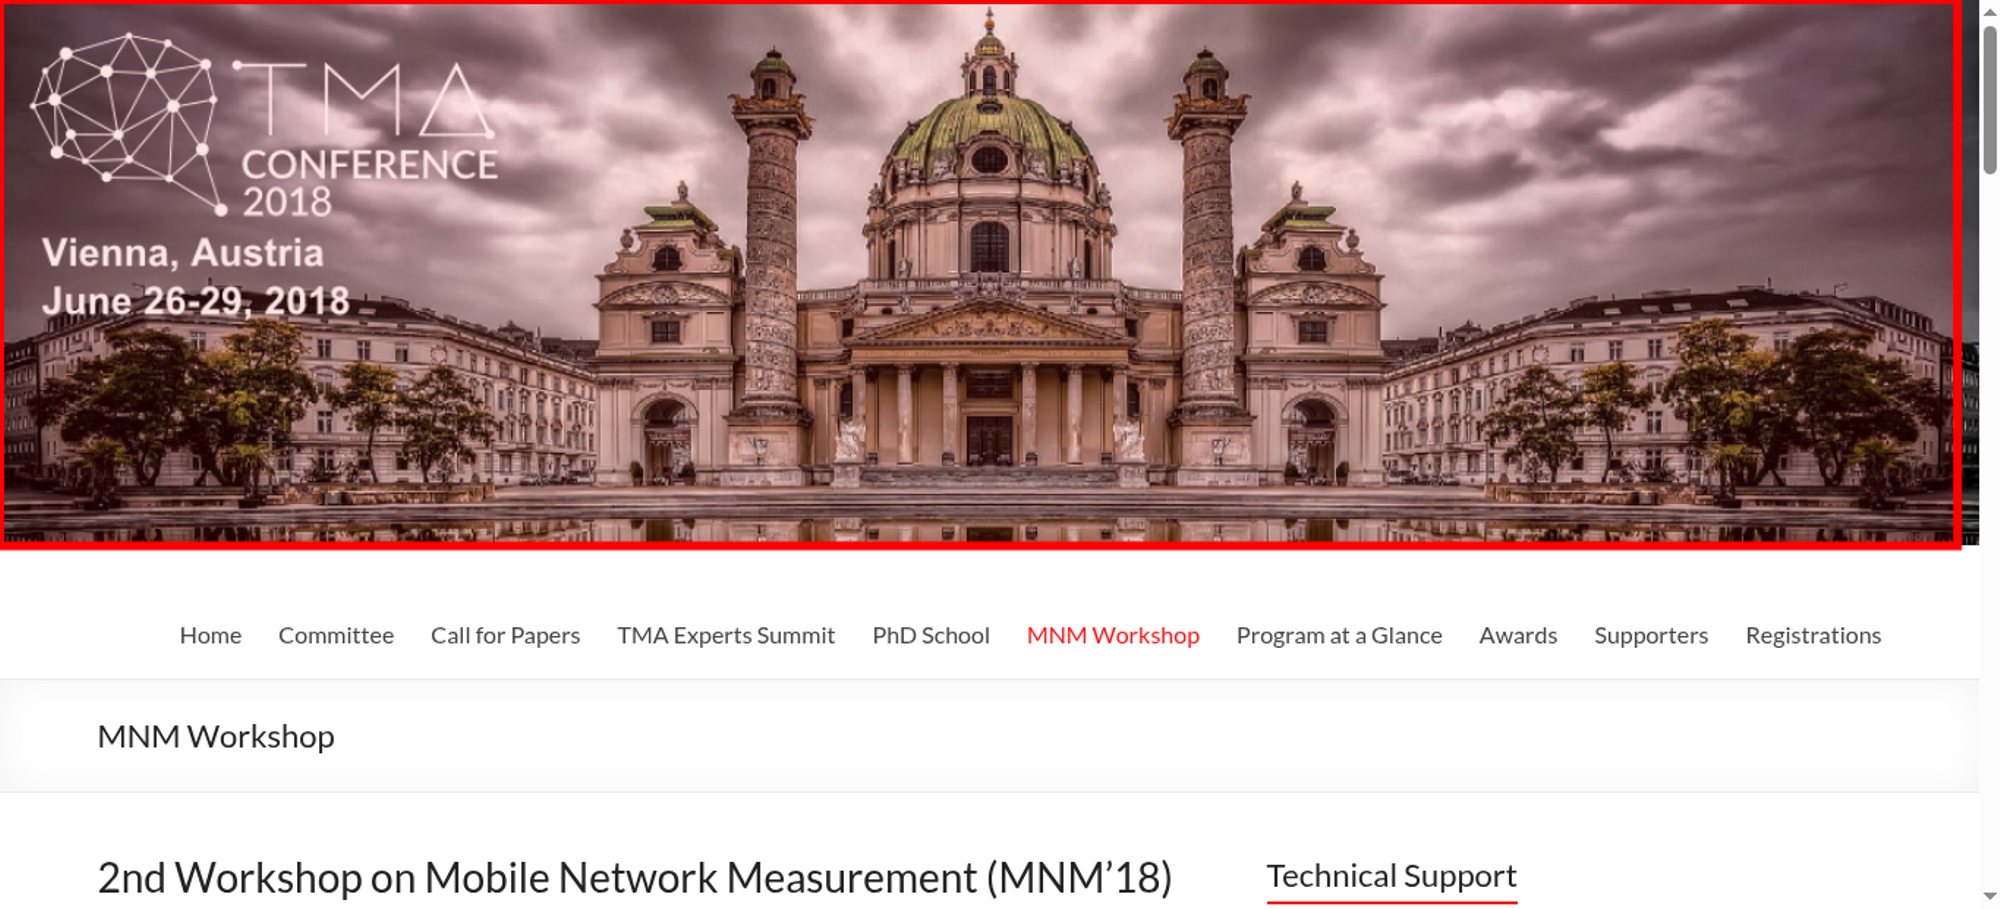 TMA
CONFERENCE
2018
Vienna, Austria
June 26-29, 2018
Home Committee Call for Papers TMA Experts Summit PhD School MNM Workshop Program at a Glance Awards Supporters Registrations
MNM Workshop
2nd Workshop on Mobile Network Measurement (MNM’18)
Technical Support